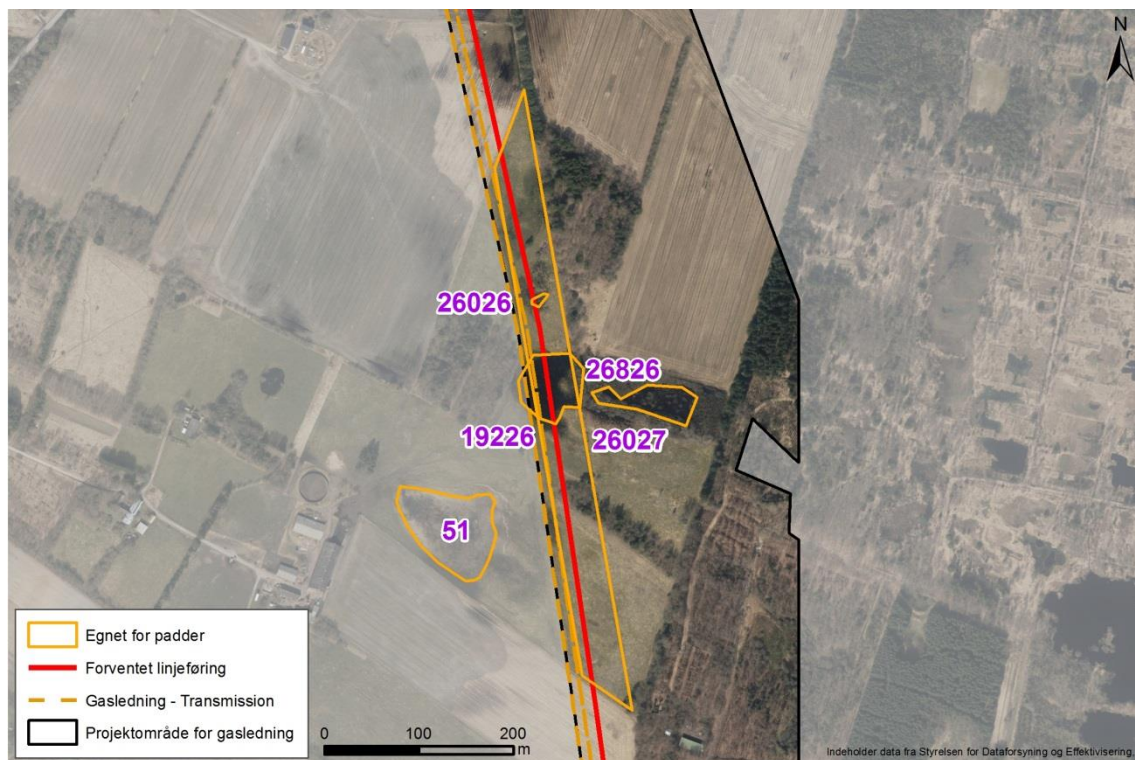 N
26026
26826
19226
26027
51
Egnet for padder
Forventet linjeføring
Gasledning - Transmission
Projektområde for gasledning
0 100 200
m
Indeholder data fra Styrelsen for Dataforsyning og Effektivisering.